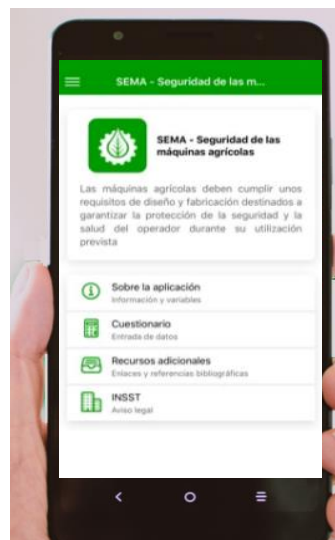 SEMA - Seguridad de las m...
SEMA - Seguridad de las
máquinas agrícolas
Las máquinas agrícolas deben cumplir unos
requisitos de diseño y fabricación destinados a
garantizar la protección de la seguridad y la
salud del operador durante su utilización
prevista
Sobre la aplicación
Información y variables
Cuestionario
Entrada de datos
Recursos adicionales
Enlaces y referencias bibliográficas
INSST
Aviso legal